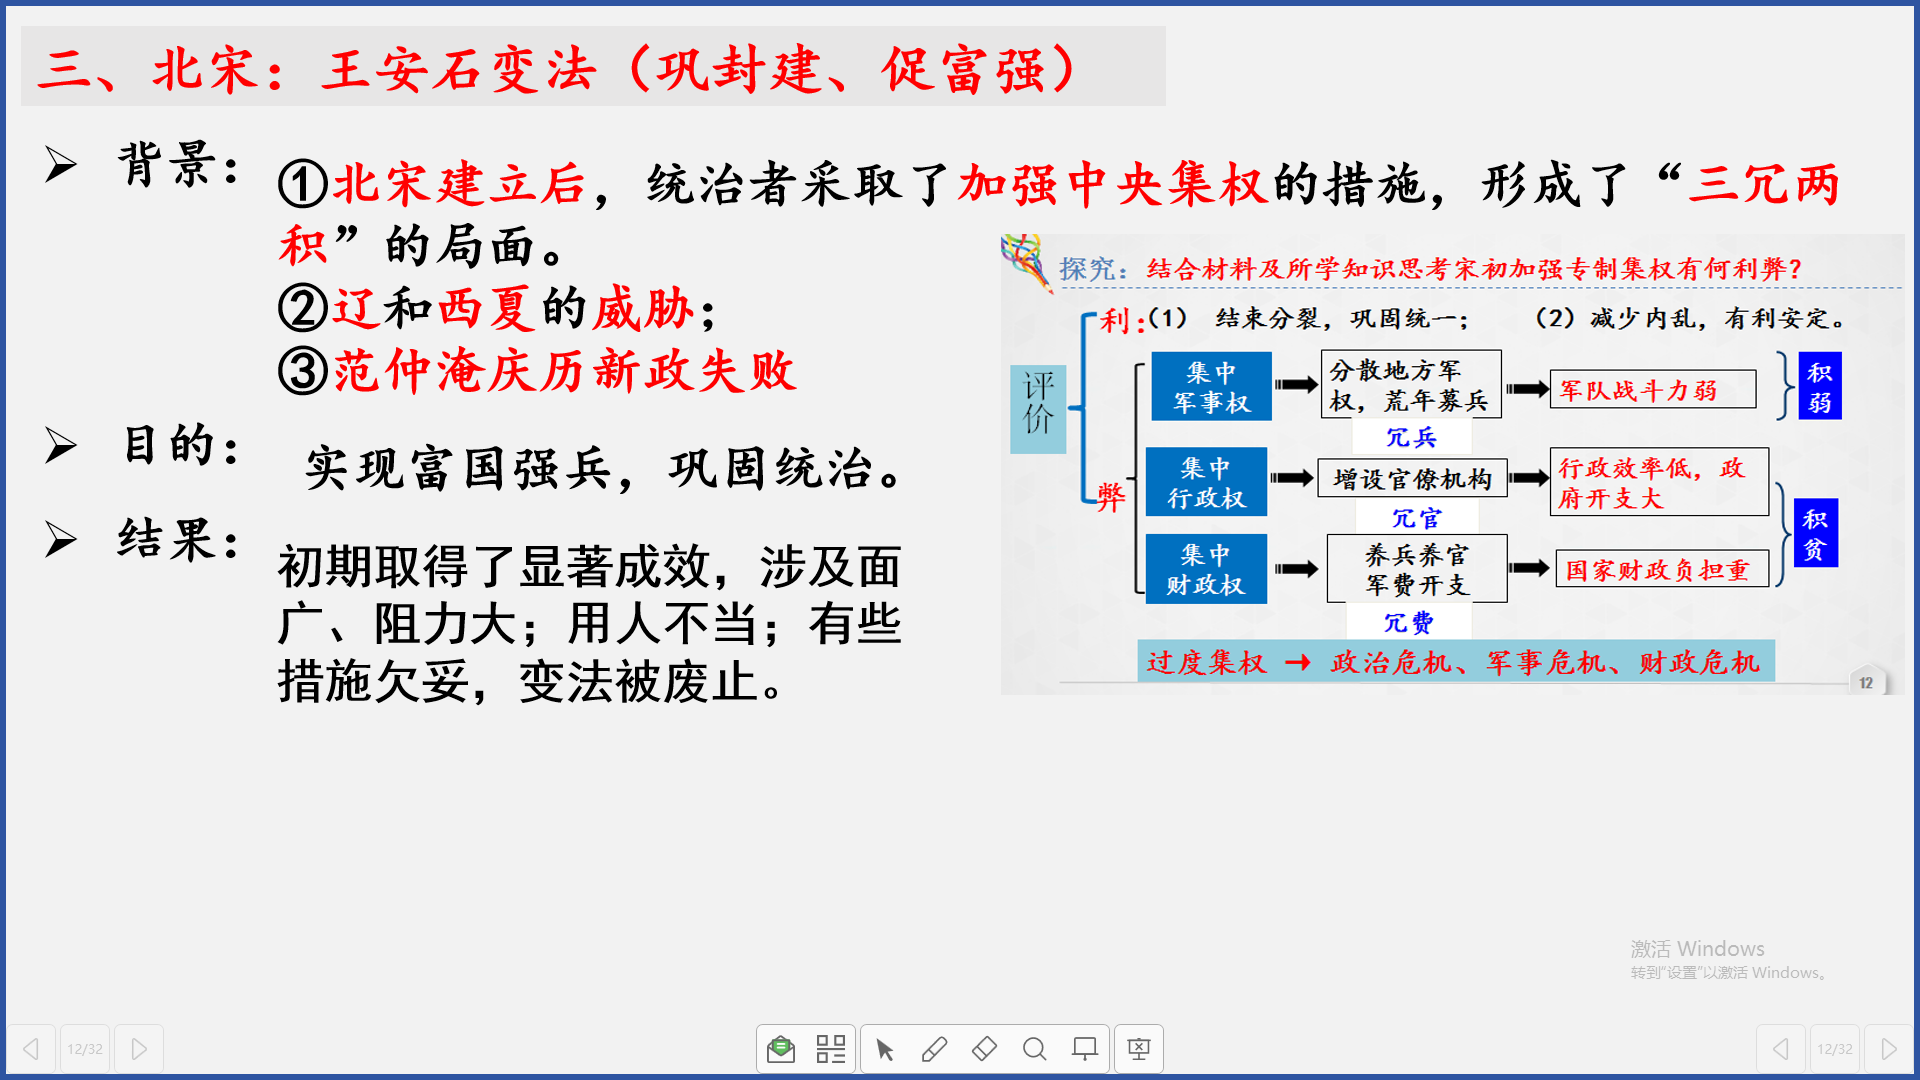 三、北宋：王安石变法（巩封建、促富强）
背景：
①北宋建立后，统治者采取了加强中央集权的措施，形成了“三冗两
积”的局面。
②辽和西夏的威胁；
③范仲淹庆历新政失败
目的：
实现富国强兵，巩固统治。
结果：
初期取得了显著成效，涉及面
广、阻力大；用人不当；有些
措施欠妥，变法被废止。
探究：结合材料及所学知识思考宋初加强专制集权有何利弊？
评价
利：（1） 结束分裂，巩固统一； （2）减少内乱，有利安定。
弊
集中
军事权
分散地方军
权，荒年募兵
冗兵
军队战斗力弱
积
弱
集中
行政权
增设官僚机构
冗官
行政效率低，政
府开支大
集中
财政权
养兵养官
军费开支
冗费
国家财政负担重
积
贫
过度集权 → 政治危机、军事危机、财政危机
12
激活 Windows
转到“设置”以激活 Windows。
12/32
12/32